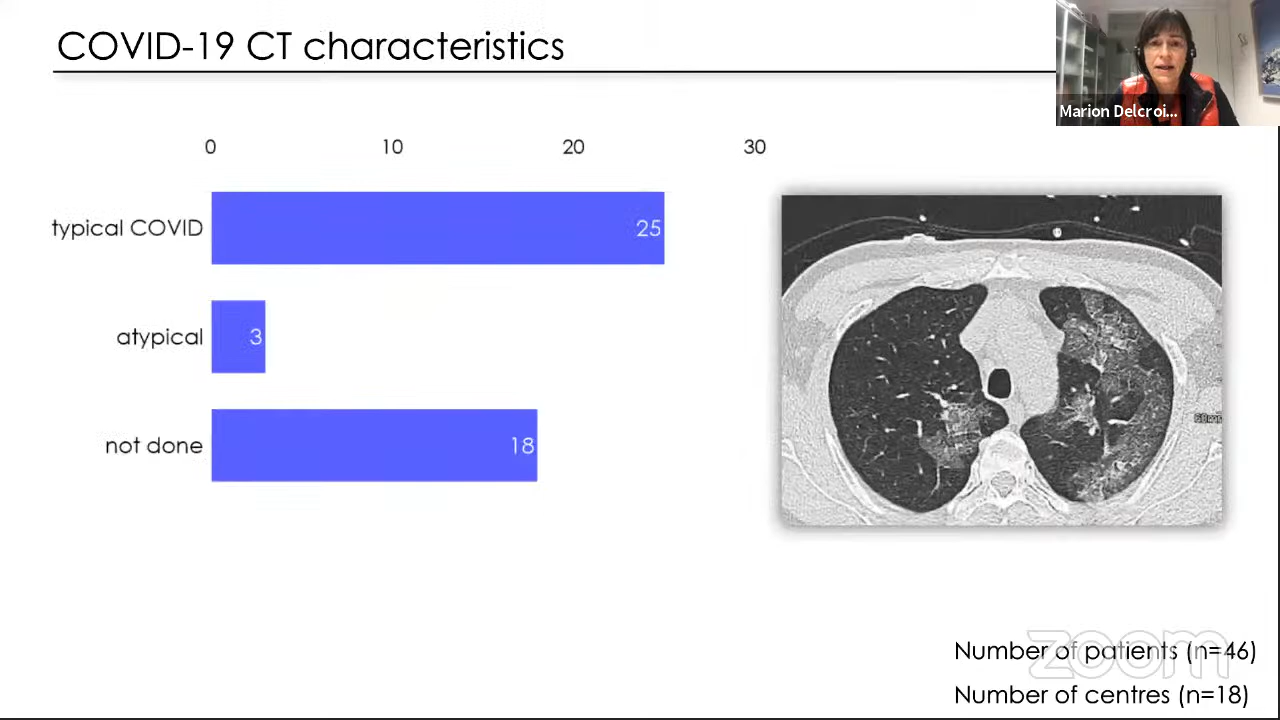 COVID-19 CT characteristics
Marion Delcroi...
0 10 20 30
typical COVID 25
atypical 3
not done 18
zoom
Number of patients (n=46)
Number of centres (n=18)